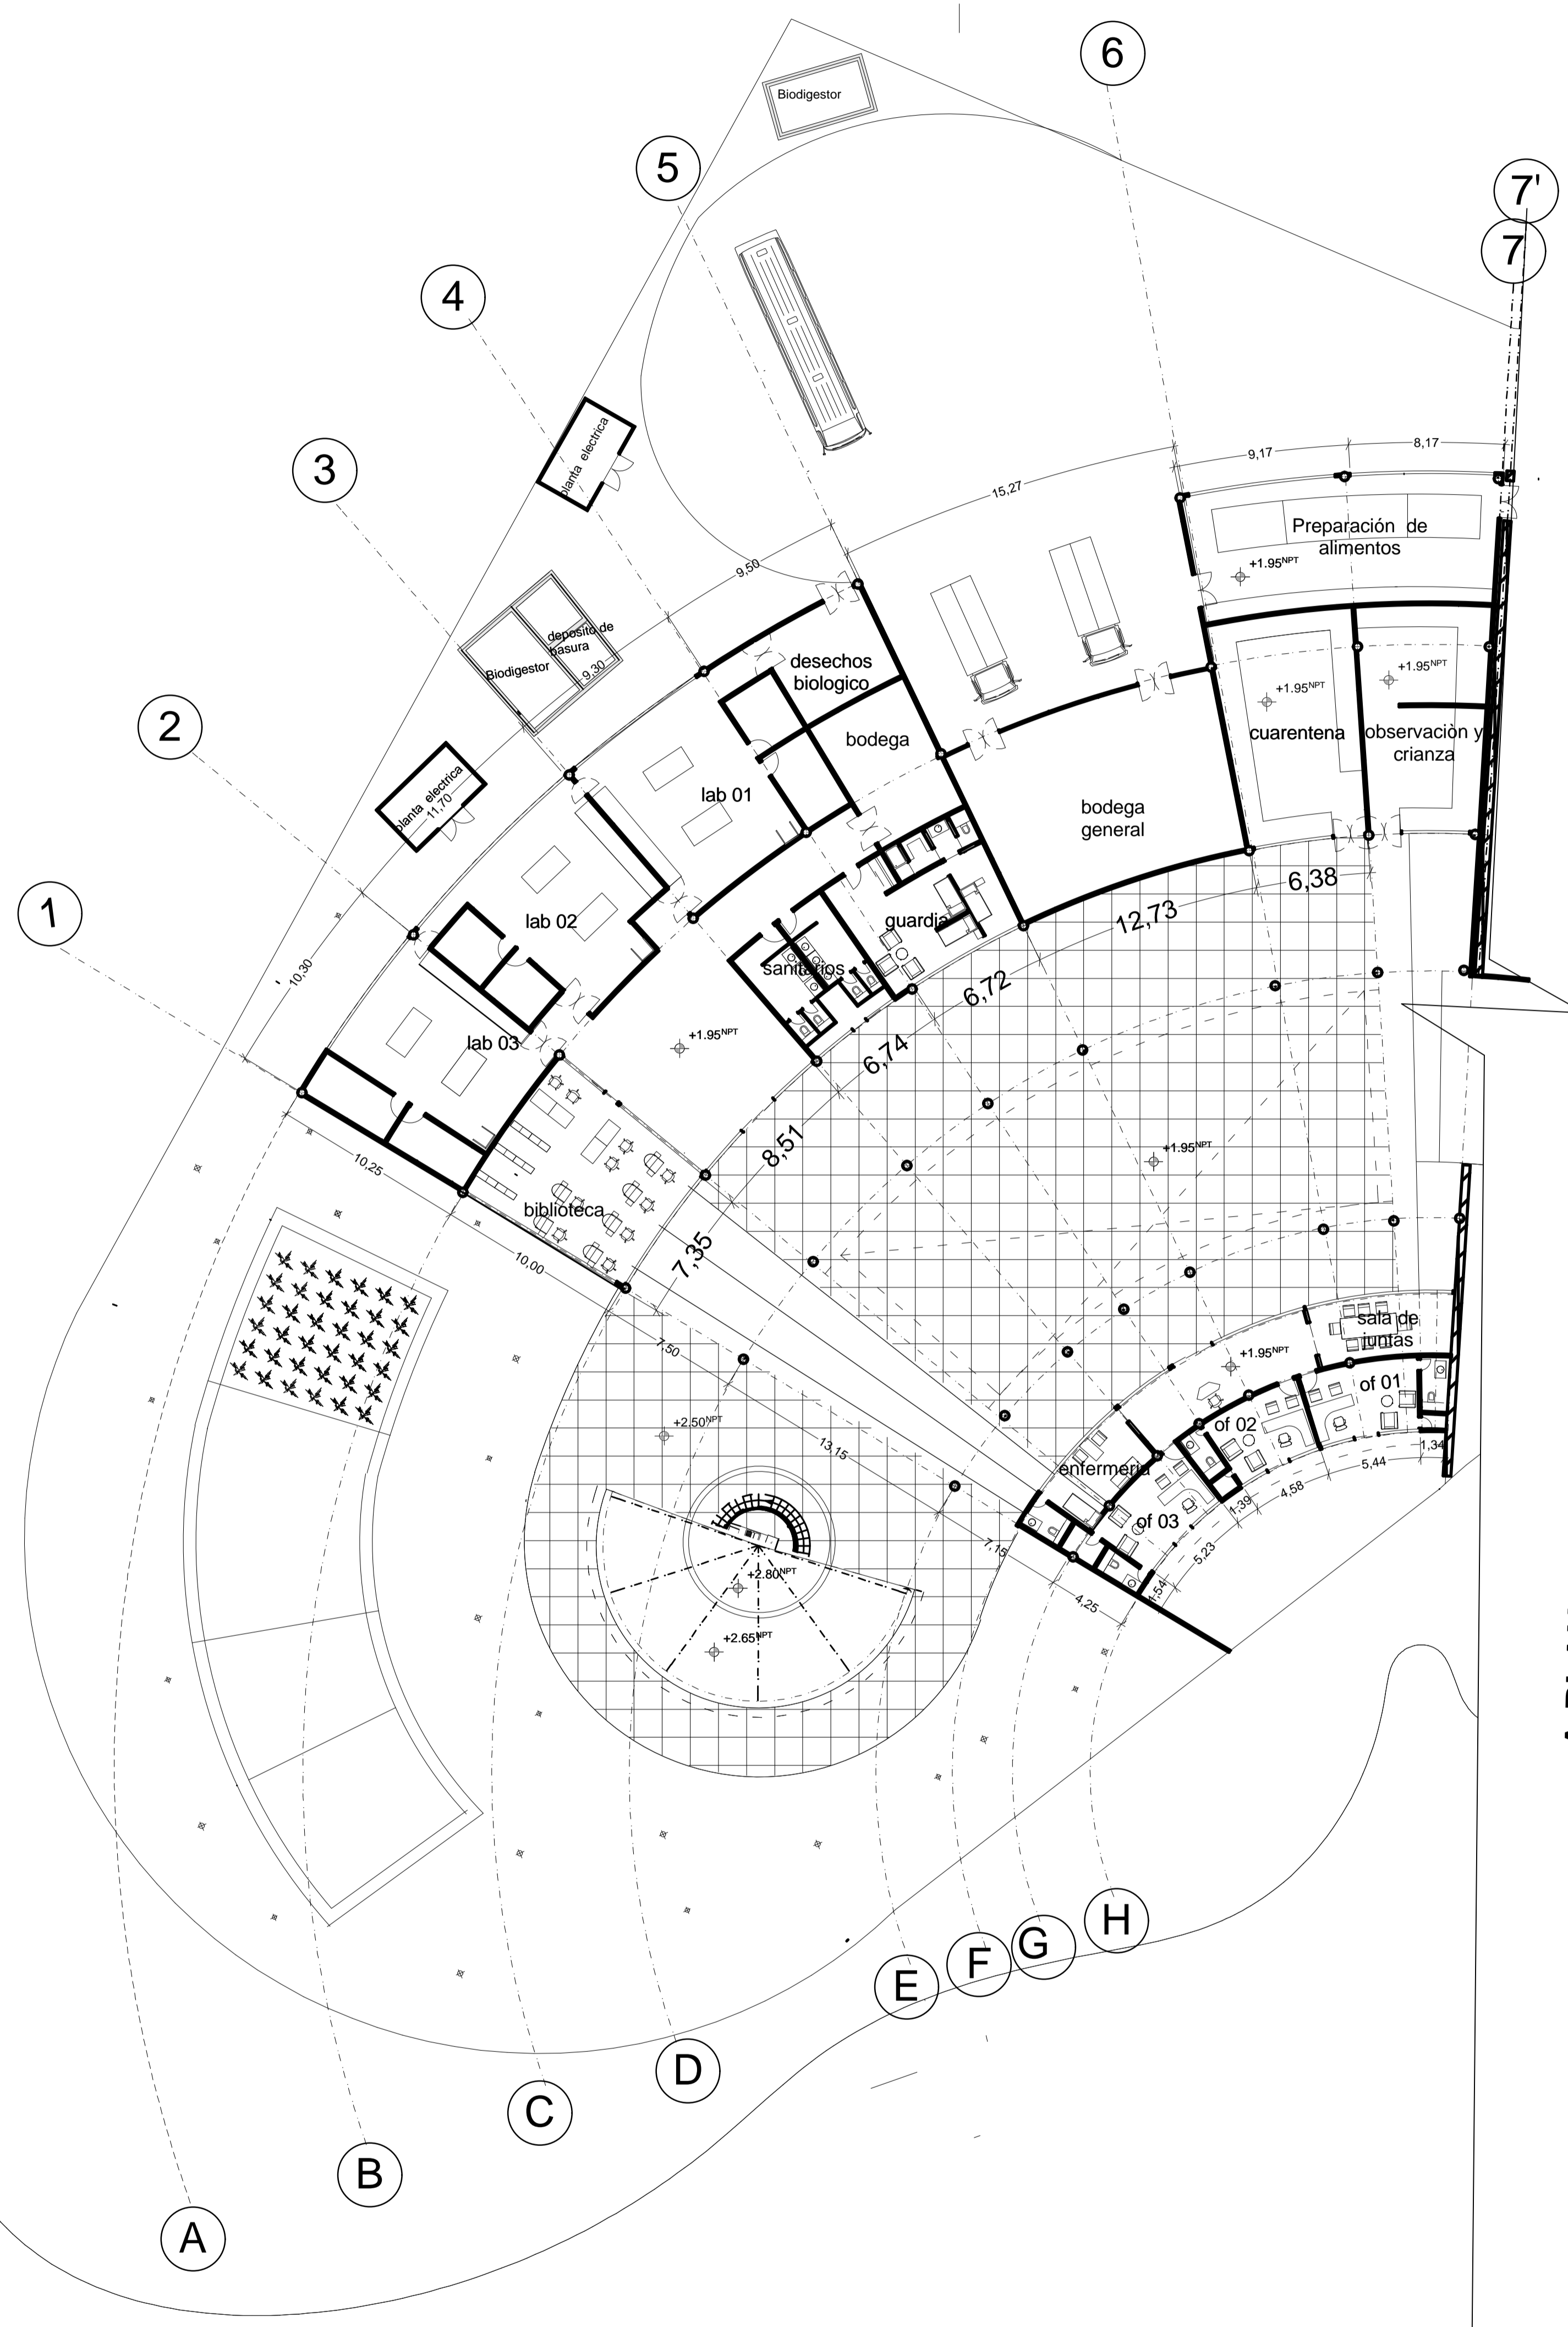 6
Biodigestor
5
7'
7
4
planta electrica
3
8,17
9,17
15,27
Preparación de
alimentos
+1.95NPT
9,50
deposito de
basura
Biodigestor
9,30
desechos
biologico
+1.95NPT
+1.95NPT
2
bodega
cuarentena
observaciòn y
crianza
planta electrica
11,70
lab 01
bodega
general
6,38
1
lab 02
guardia
12,73
10,30
sanitarios
6,72
lab 03
+1.95NPT
6,74
8,51
+1.95NPT
10,25
biblioteca
7,35
10,00
sala de
juntas
7,50
+1.95NPT
of 01
+2.50NPT
of 02
13,15
1,34
5,44
enfermeria
4,58
1,39
of 03
7,15
5,23
+2.80NPT
1,54
4,25
+2.65NPT
H
G
F
E
D
C
B
A